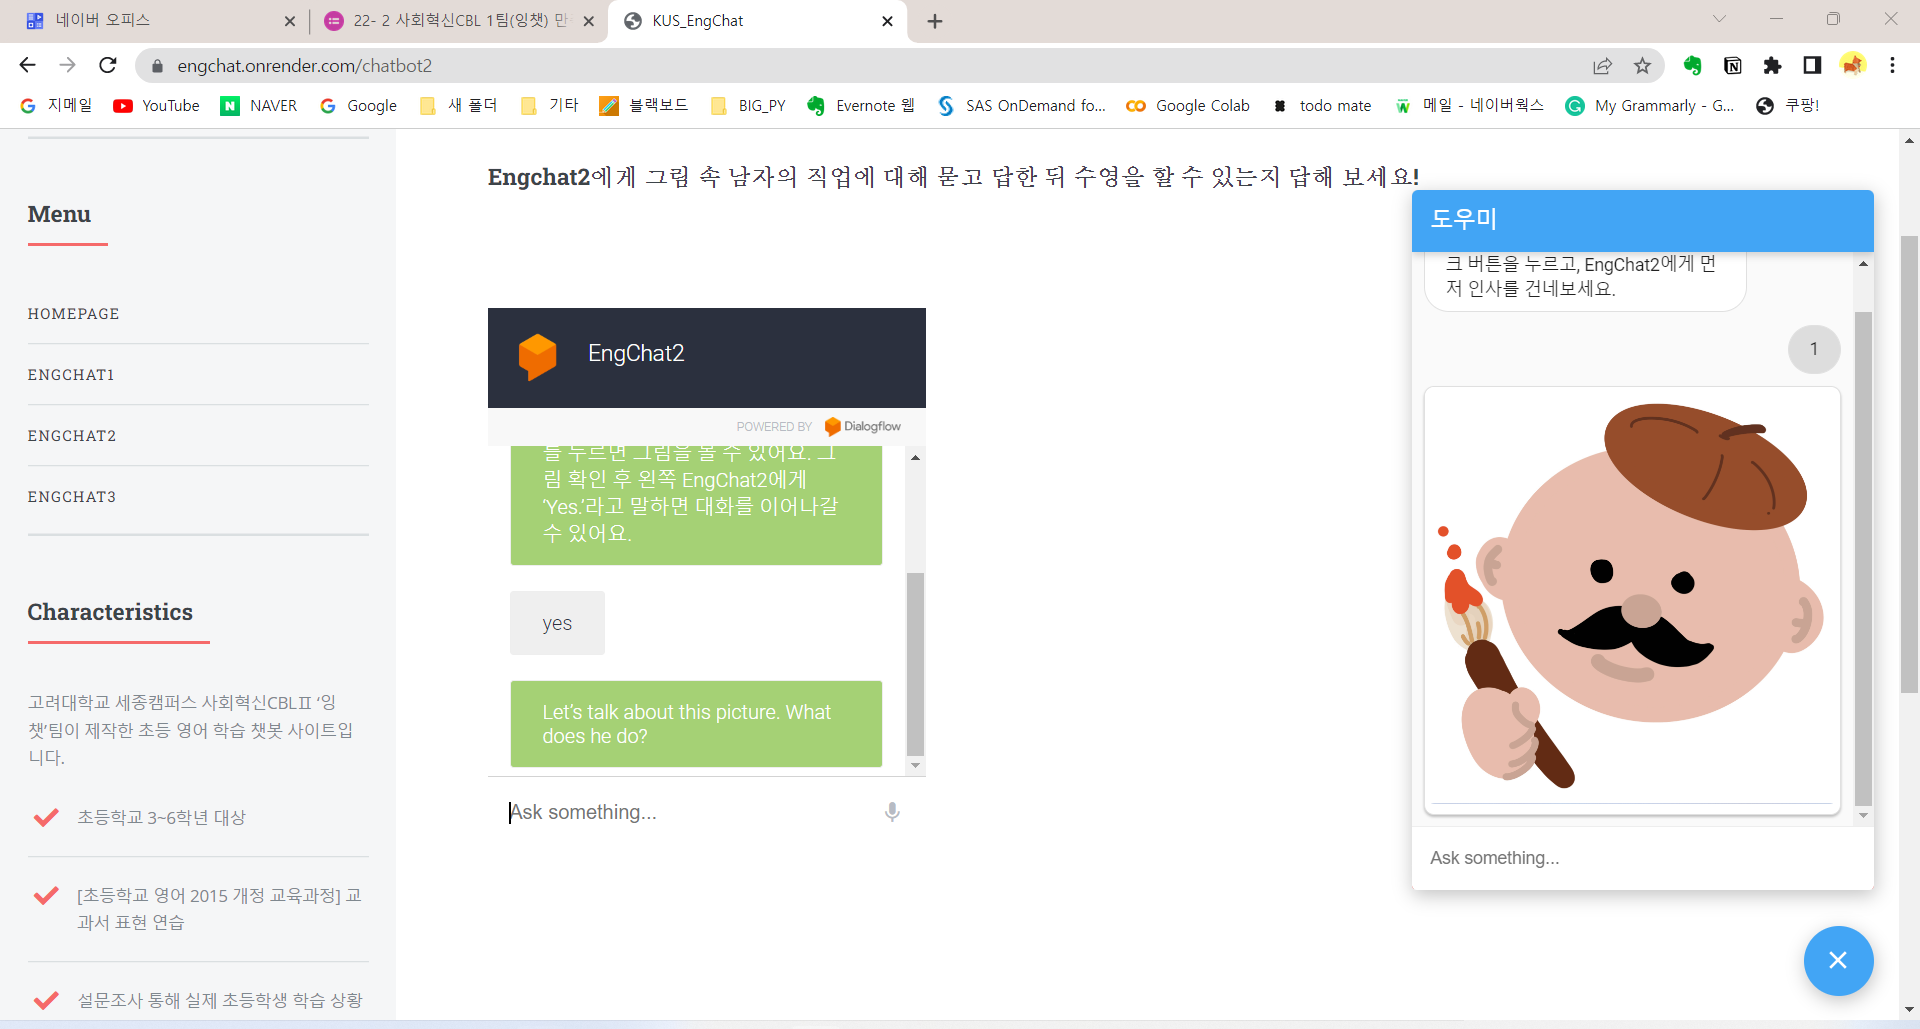 네이버 오피스
22- 2 사회혁신CBL 1팀(잉챗) 만
KUS_EngChat
engchat.onrender.com/chatbot2
지메일
YouTube
NAVER
Google
새 폴더
기타
블랙보드
BIG_PY
Evernote 웹
SAS OnDemand fo...
Google Colab
todo mate
메일 - 네이버웍스
My Grammarly - G...
쿠팡!
Menu
HOMEPAGE
ENGCHAT1
ENGCHAT2
ENGCHAT3
Characteristics
고려대학교 세종캠퍼스 사회혁신CBLⅡ ‘잉
챗’팀이 제작한 초등 영어 학습 챗봇 사이트입
니다.
초등학교 3~6학년 대상
[초등학교 영어 2015 개정 교육과정] 교
과서 표현 연습
설문조사 통해 실제 초등학생 학습 상황
Engchat2에게 그림 속 남자의 직업에 대해 묻고 답한 뒤 수영을 할 수 있는지 답해 보세요!
EngChat2
POWERED BY Dialogflow
를 누르면 그림을 볼 수 있어요. 그
림 확인 후 왼쪽 EngChat2에게
‘Yes.’라고 말하면 대화를 이어나갈
수 있어요.
yes
Let’s talk about this picture. What
does he do?
Ask something...
도우미
크 버튼을 누르고, EngChat2에게 먼
저 인사를 건네보세요.
1
Ask something...